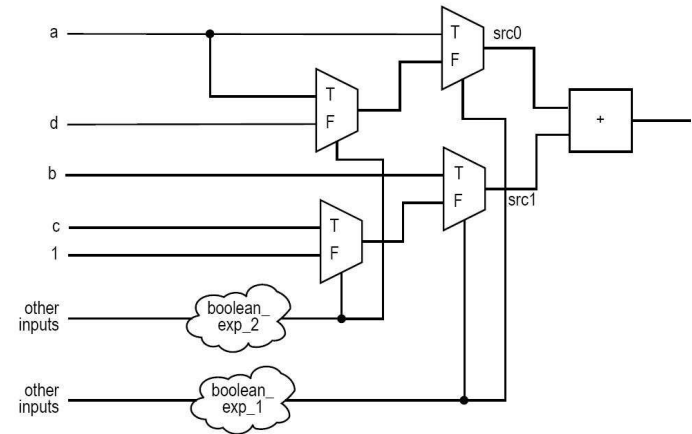 a
T
src0
F
T
+
d
F
b
T
F
src1
c
T
1
F
other
inputs
boolean_
exp_2
other
inputs
boolean_
exp_1